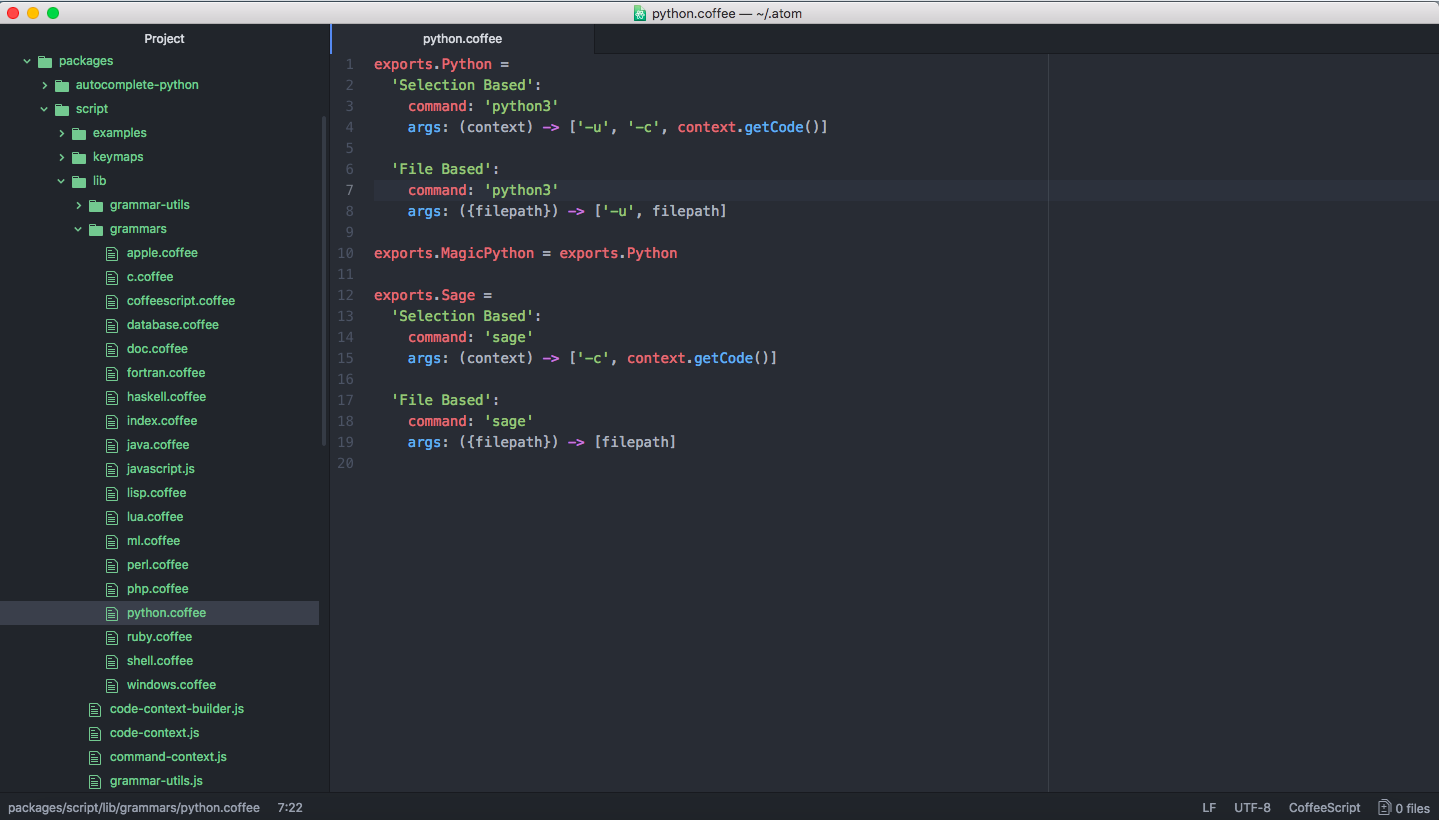 python.coffee — ~/.atom
Project
packages
autocomplete-python
script
examples
keymaps
lib
grammar-utils
grammars
apple.coffee
c.coffee
coffeescript.coffee
database.coffee
doc.coffee
fortran.coffee
haskell.coffee
index.coffee
java.coffee
javascript.js
lisp.coffee
lua.coffee
ml.coffee
perl.coffee
php.coffee
python.coffee
ruby.coffee
shell.coffee
windows.coffee
code-context-builder.js
code-context.js
command-context.js
grammar-utils.js
python.coffee
1 exports.Python =
2   'Selection Based':
3     command: 'python3'
4     args: (context) -> ['-u', '-c', context.getCode()]
5
6   'File Based':
7     command: 'python3'
8     args: ({filepath}) -> ['-u', filepath]
9
10 exports.MagicPython = exports.Python
11
12 exports.Sage =
13   'Selection Based':
14     command: 'sage'
15     args: (context) -> ['-c', context.getCode()]
16
17   'File Based':
18     command: 'sage'
19     args: ({filepath}) -> [filepath]
20
packages/script/lib/grammars/python.coffee 7:22 LF UTF-8 CoffeeScript 0 files